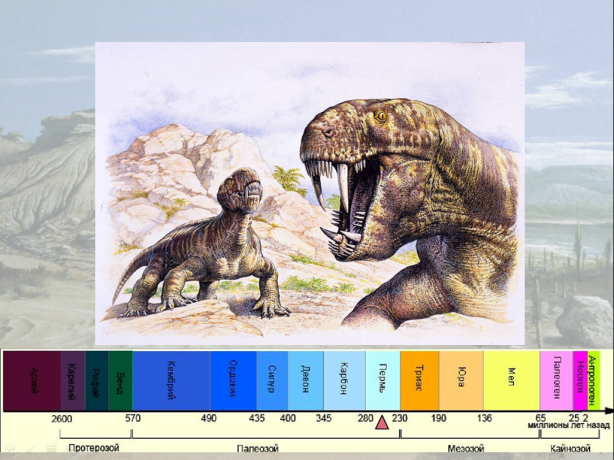 Архей
Карелий
Рифей
Венд
Кембрий
Ордовик
Силур
Девон
Карбон
Пермь
Триас
Юра
Мел
Палеоген
Неоген
Антропоген
2600 570 490 435 400 345 280 230 190 136 65 25 2
миллионы лет назад
Протерозой Палеозой Мезозой Кайнозой